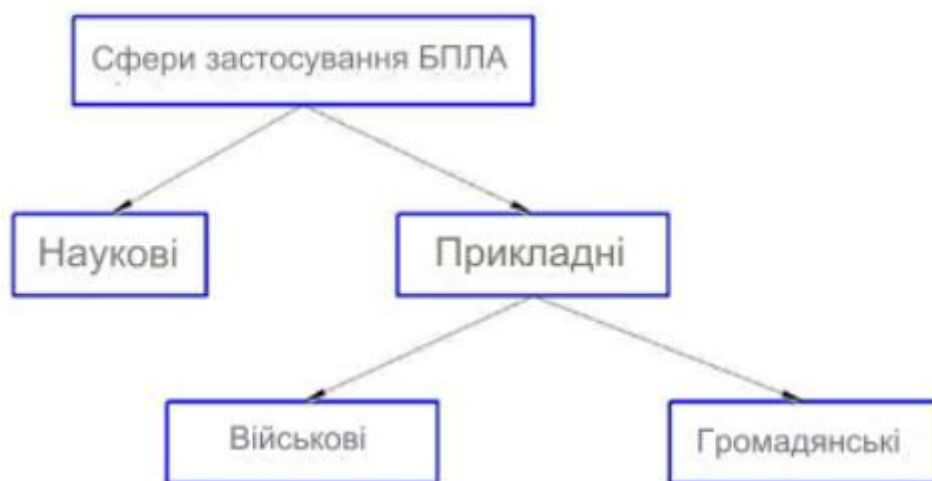 Сфери застосування БПЛА
Наукові
Прикладні
Військові
Громадянські